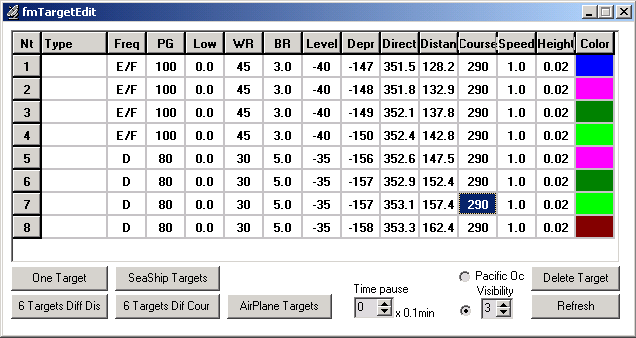 fmTargetEdit
Nt Type Freq PG Low WR BR Level Depr Direct Distan Course Speed Height Color
1 E/F 100 0.0 45 3.0 -40 -147 351.5 128.2 290 1.0 0.02
2 E/F 100 0.0 45 3.0 -40 -148 351.8 132.9 290 1.0 0.02
3 E/F 100 0.0 45 3.0 -40 -149 352.1 137.8 290 1.0 0.02
4 E/F 100 0.0 45 3.0 -40 -150 352.4 142.8 290 1.0 0.02
5 D 80 0.0 30 5.0 -35 -156 352.6 147.5 290 1.0 0.02
6 D 80 0.0 30 5.0 -35 -157 352.9 152.4 290 1.0 0.02
7 D 80 0.0 30 5.0 -35 -157 353.1 157.4 290 1.0 0.02
8 D 80 0.0 30 5.0 -35 -158 353.3 162.4 290 1.0 0.02
One Target SeaShip Targets Pacific Oc Delete Target
Time pause Visibility
6 Targets Diff Dis 6 Targets Dif Cour AirPlane Targets 0 x 0.1min 3 Refresh